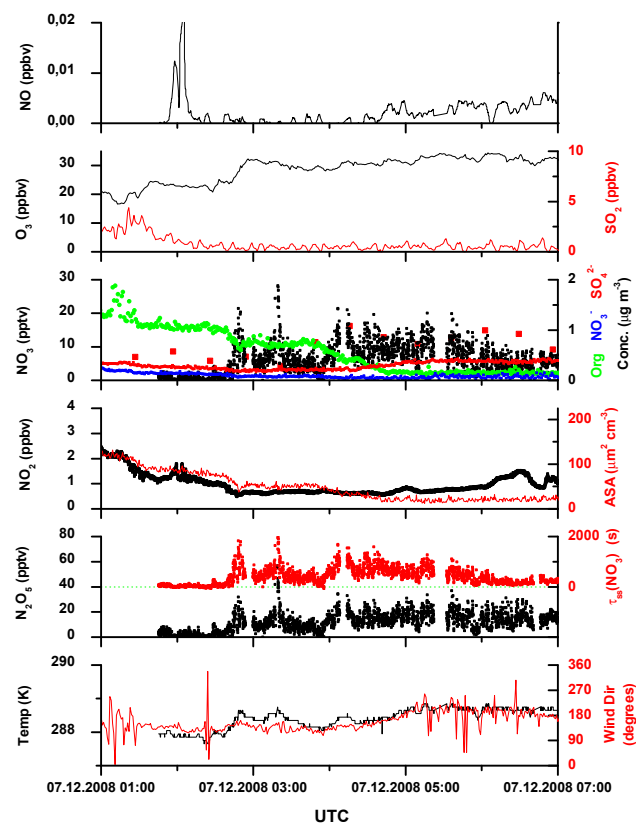 0,02
0,01
0,00
NO (ppbv)
30
20
10
0
O3 (ppbv)
10
5
0
SO2 (ppbv)
30
20
10
0
NO3 (pptv)
2
1
0
Org NO3- SO42-
Conc. (μg m-3)
4
3
2
1
0
NO2 (ppbv)
200
100
0
ASA (μm2 cm-3)
80
60
40
20
0
N2O5 (pptv)
2000
0
τss(NO3) (s)
290
288
Temp (K)
360
270
180
90
0
Wind Dir
(degrees)
07.12.2008 01:00 07.12.2008 03:00 07.12.2008 05:00 07.12.2008 07:00
UTC